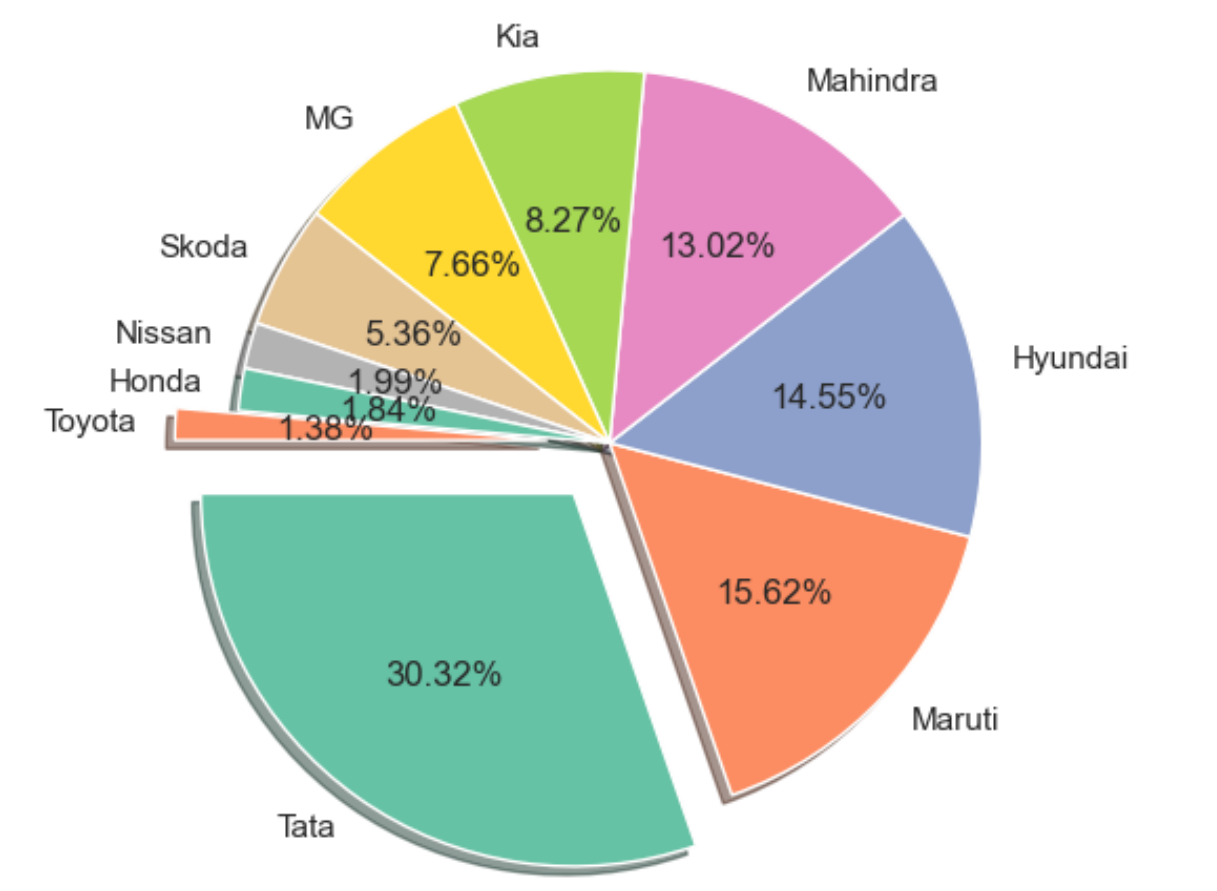 Kia
Mahindra
MG
8.27%
13.02%
Skoda
7.66%
Nissan
5.36%
Hyundai
Honda
1.99%
14.55%
Toyota
1.84%
1.38%
15.62%
30.32%
Maruti
Tata